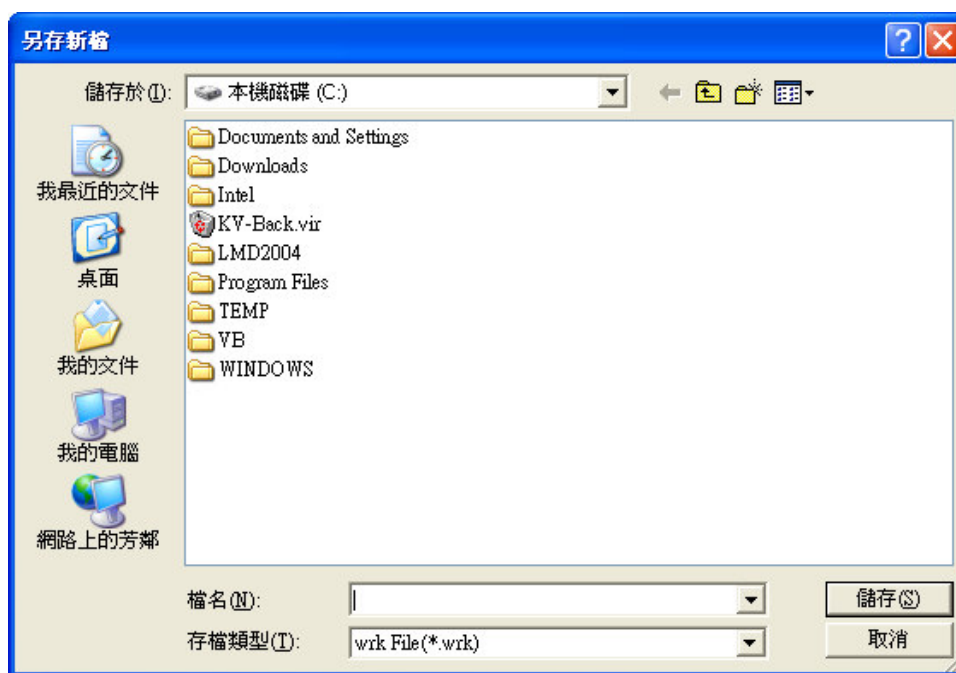 另存新檔
儲存於(I):
本機磁碟 (C:)
我最近的文件
桌面
我的文件
我的電腦
網路上的芳鄰
Documents and Settings
Downloads
Intel
KV-Back.vir
LMD2004
Program Files
TEMP
VB
WINDOWS
檔名(N):
儲存(S)
存檔類型(T):
wrk File(*.wrk)
取消